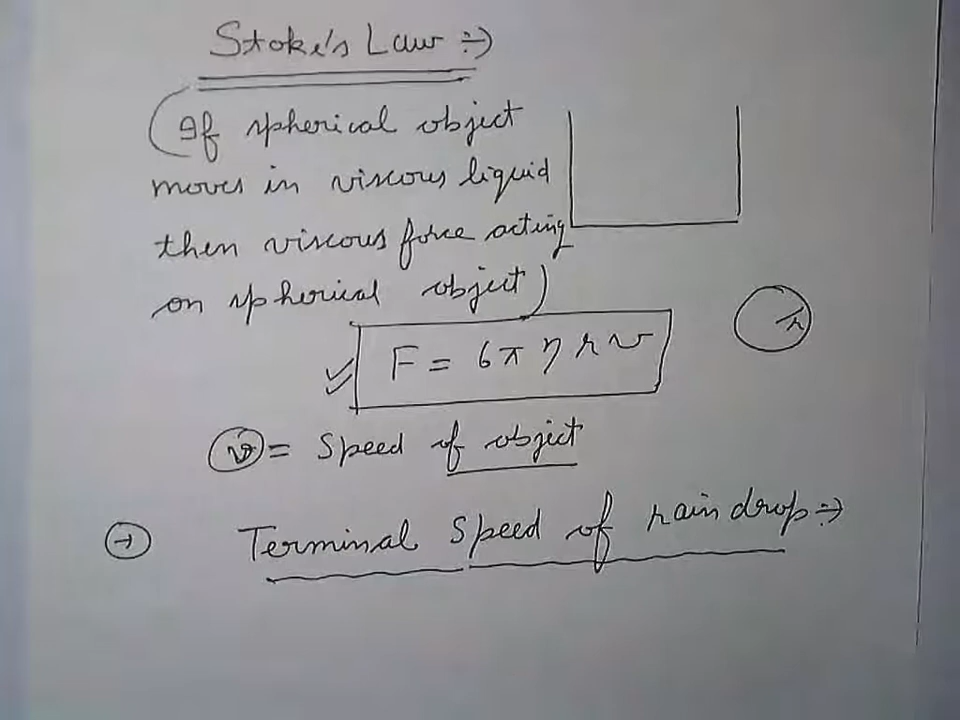 Stoke's Law ÷)
(If spherical object
moves in viscous liquid
then viscous force acting
on spherical object)
r
F = 6π η r v
v = speed of object
→ Terminal speed of rain drop ÷)